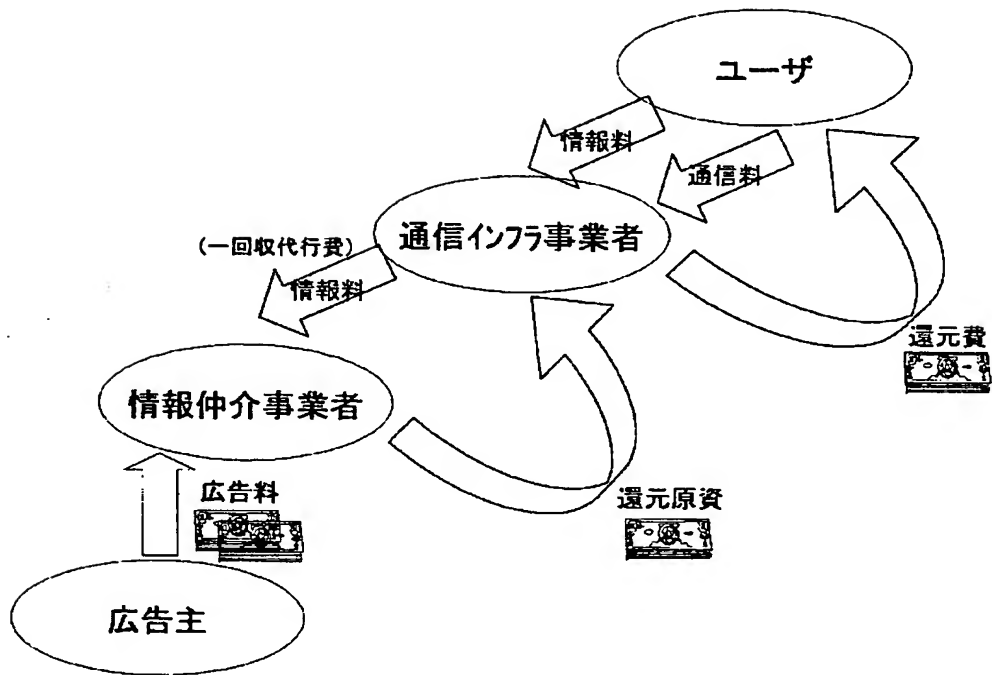 ユーザ
情報料
通信料
通信インフラ事業者
(一回収代行費)
情報料
還元費
情報仲介事業者
広告料
還元原資
広告主